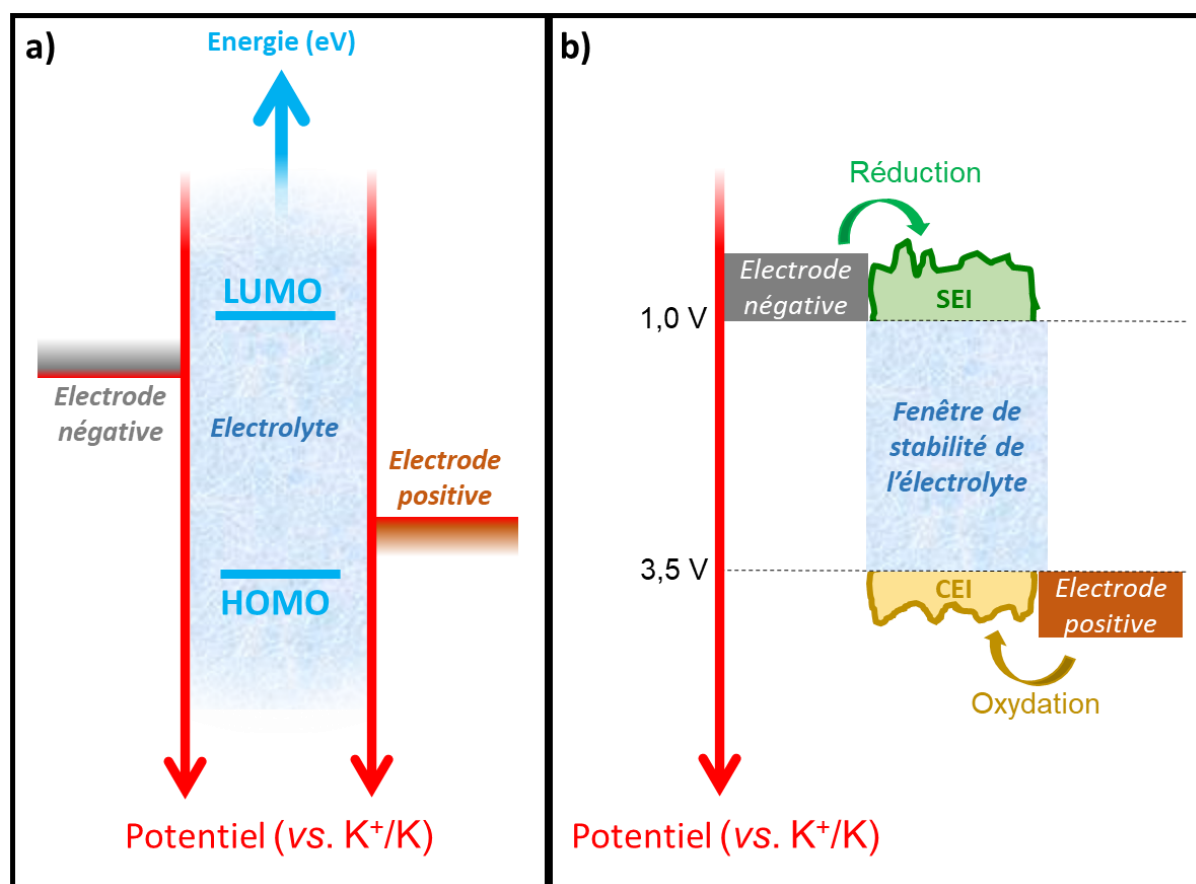 a)
Energie (eV)
LUMO
Electrode
négative
Electrolyte
Electrode
positive
HOMO
Potentiel (vs. K⁺/K)
b)
Réduction
Electrode
négative
SEI
1,0 V
Fenêtre de
stabilité de
l'électrolyte
3,5 V
CEI
Electrode
positive
Oxydation
Potentiel (vs. K⁺/K)